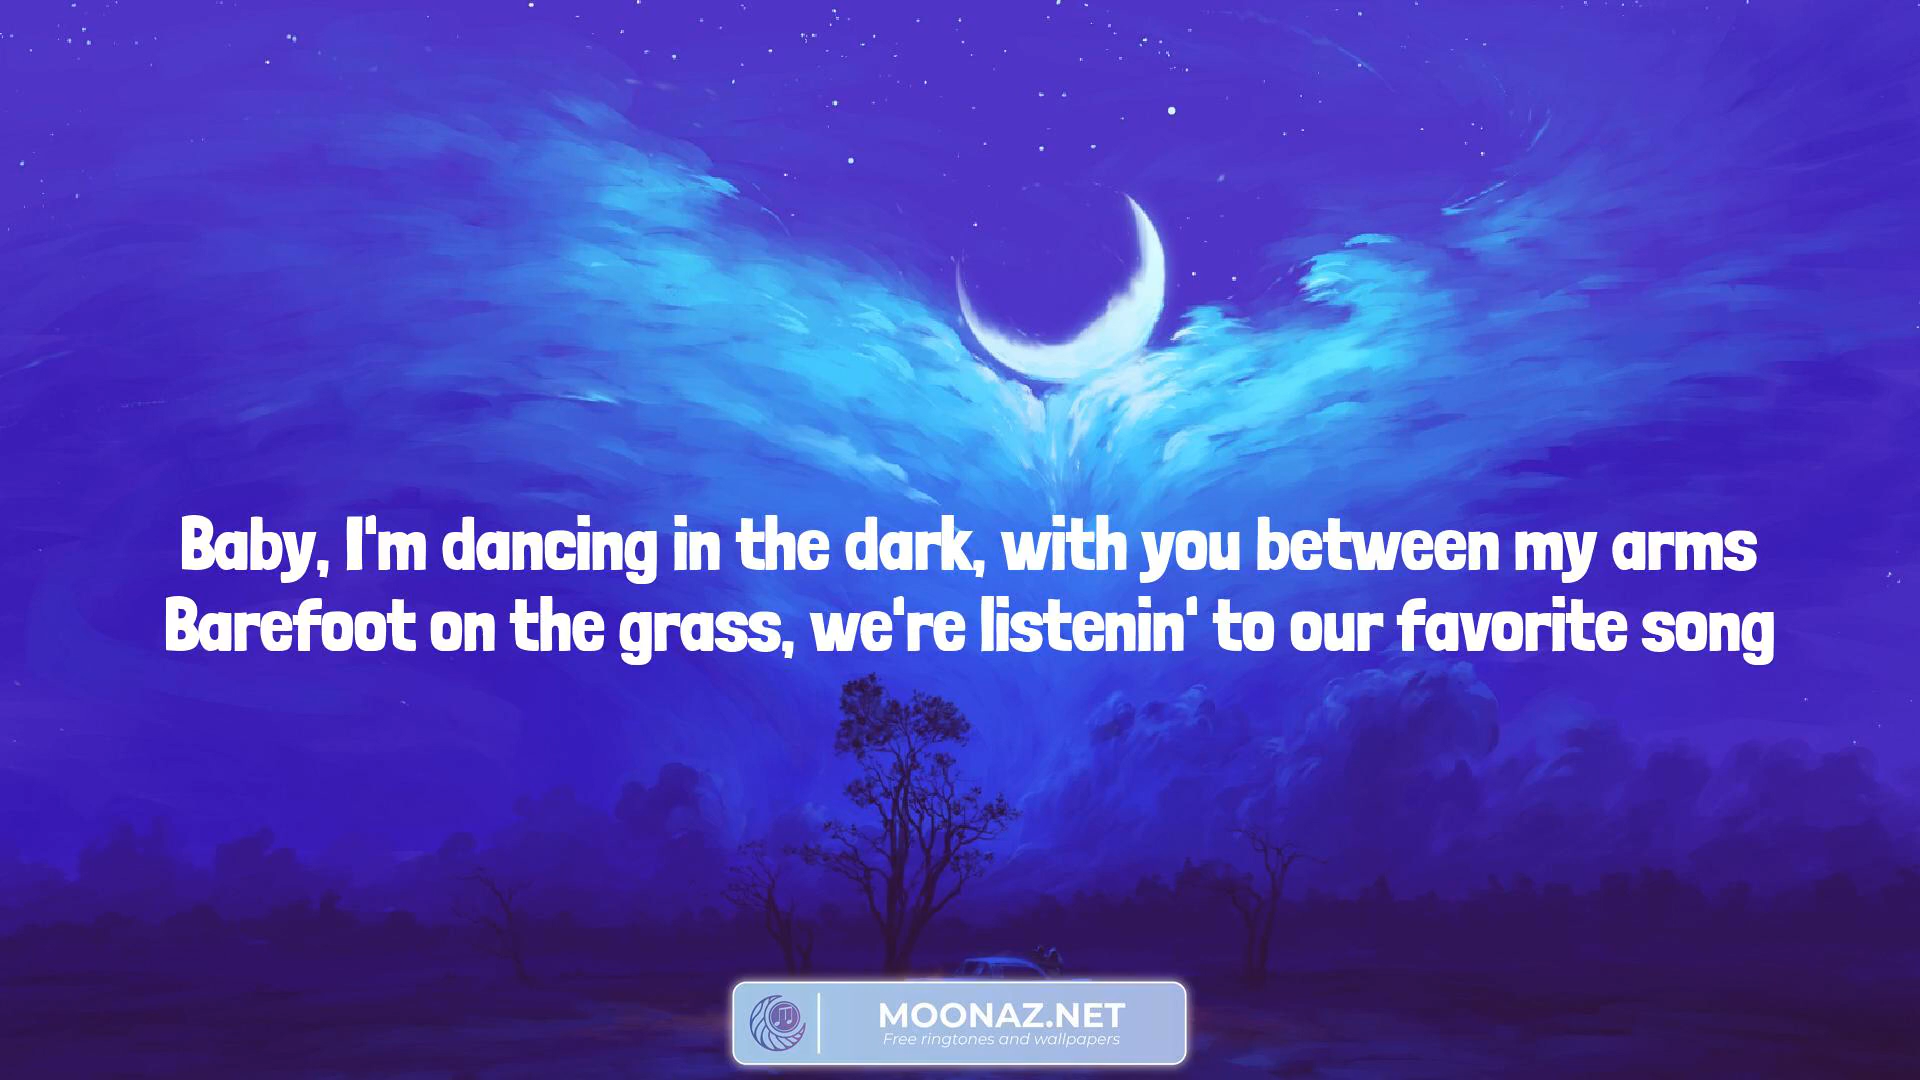 Baby, I'm dancing in the dark, with you between my arms
Barefoot on the grass, we're listenin' to our favorite song
MOONAZ.NET
Free ringtones and wallpapers